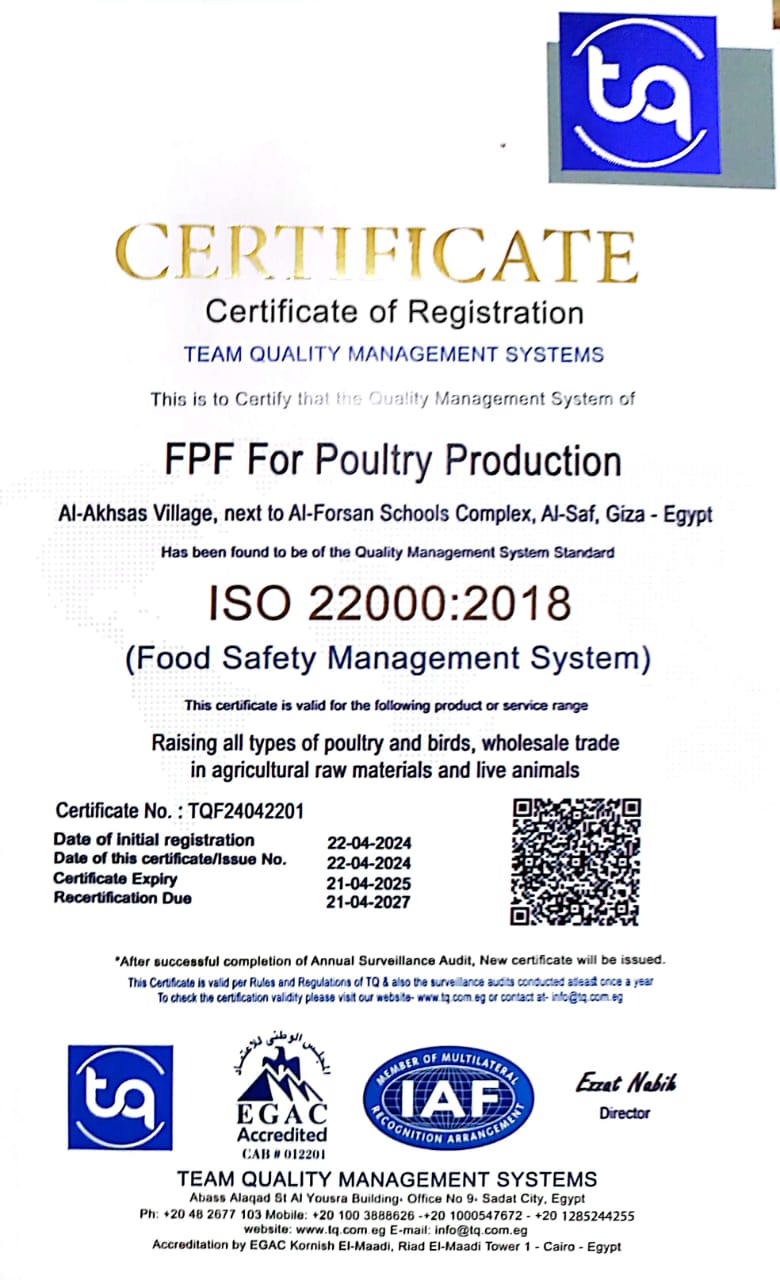 tq
CERTIFICATE
Certificate of Registration
TEAM QUALITY MANAGEMENT SYSTEMS
This is to Certify that the Quality Management System of
FPF For Poultry Production
Al-Akhsas Village, next to Al-Forsan Schools Complex, Al-Saf, Giza - Egypt
Has been found to be of the Quality Management System Standard
ISO 22000:2018
(Food Safety Management System)
This certificate is valid for the following product or service range
Raising all types of poultry and birds, wholesale trade
in agricultural raw materials and live animals
Certificate No. : TQF24042201
Date of initial registration 22-04-2024
Date of this certificate/Issue No. 22-04-2024
Certificate Expiry 21-04-2025
Recertification Due 21-04-2027
*After successful completion of Annual Surveillance Audit, New certificate will be issued.
This Certificate is valid per Rules and Regulations of TQ & also the surveillance audits conducted atleast once a year
To check the certification validity please visit our website- www.tq.com.eg or contact at- info@tq.com.eg
tq
المجلس الوطنى للاعتماد
EGAC
Accredited
CAB # 012201
MEMBER OF MULTILATERAL
IAF
RECOGNITION ARRANGEMENT
Ezzat Nabih
Director
TEAM QUALITY MANAGEMENT SYSTEMS
Abass Alaqad St Al Yousra Building، Office No 9، Sadat City, Egypt
Ph: +20 48 2677 103 Mobile: +20 100 3888626 -+20 1000547672 - +20 1285244255
website: www.tq.com eg E-mail: info@tq.com.eg
Accreditation by EGAC Kornish El-Maadi, Riad El-Maadi Tower 1 - Cairo - Egypt